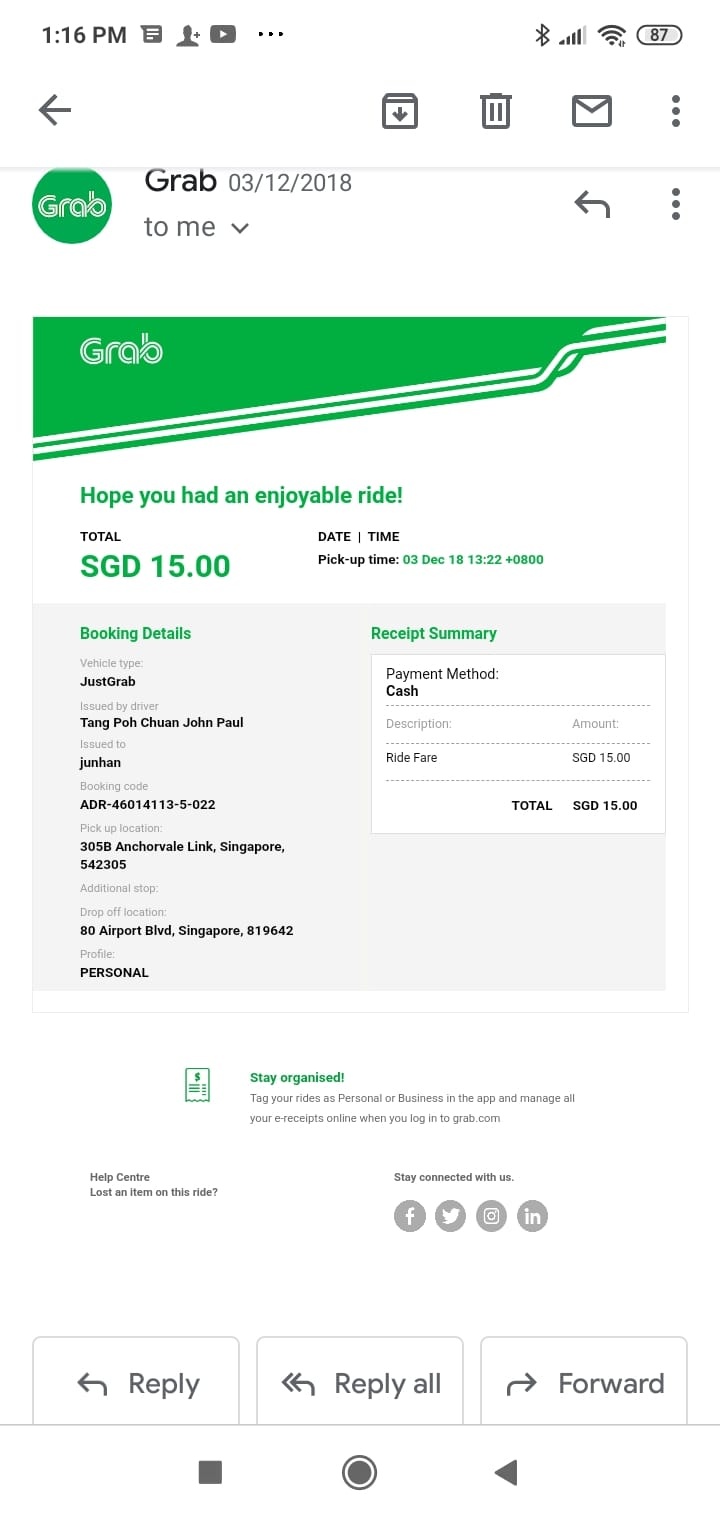 1:16 PM
87
Grab
Grab 03/12/2018
to me
Grab
Hope you had an enjoyable ride!
TOTAL
SGD 15.00
DATE | TIME
Pick-up time: 03 Dec 18 13:22 +0800
Booking Details
Vehicle type:
JustGrab
Issued by driver
Tang Poh Chuan John Paul
Issued to
junhan
Booking code
ADR-46014113-5-022
Pick up location:
305B Anchorvale Link, Singapore,
542305
Additional stop:
Drop off location:
80 Airport Blvd, Singapore, 819642
Profile:
PERSONAL
Receipt Summary
Payment Method:
Cash
Description: Amount:
Ride Fare SGD 15.00
TOTAL SGD 15.00
Stay organised!
Tag your rides as Personal or Business in the app and manage all
your e-receipts online when you log in to grab.com
Help Centre
Lost an item on this ride?
Stay connected with us.
Reply
Reply all
Forward